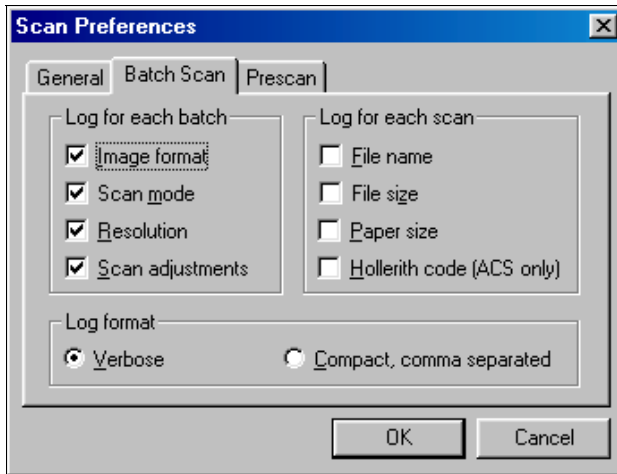 Scan Preferences
General Batch Scan Prescan
Log for each batch
Image format
Scan mode
Resolution
Scan adjustments
Log for each scan
File name
File size
Paper size
Hollerith code (ACS only)
Log format
Verbose
Compact, comma separated
OK
Cancel